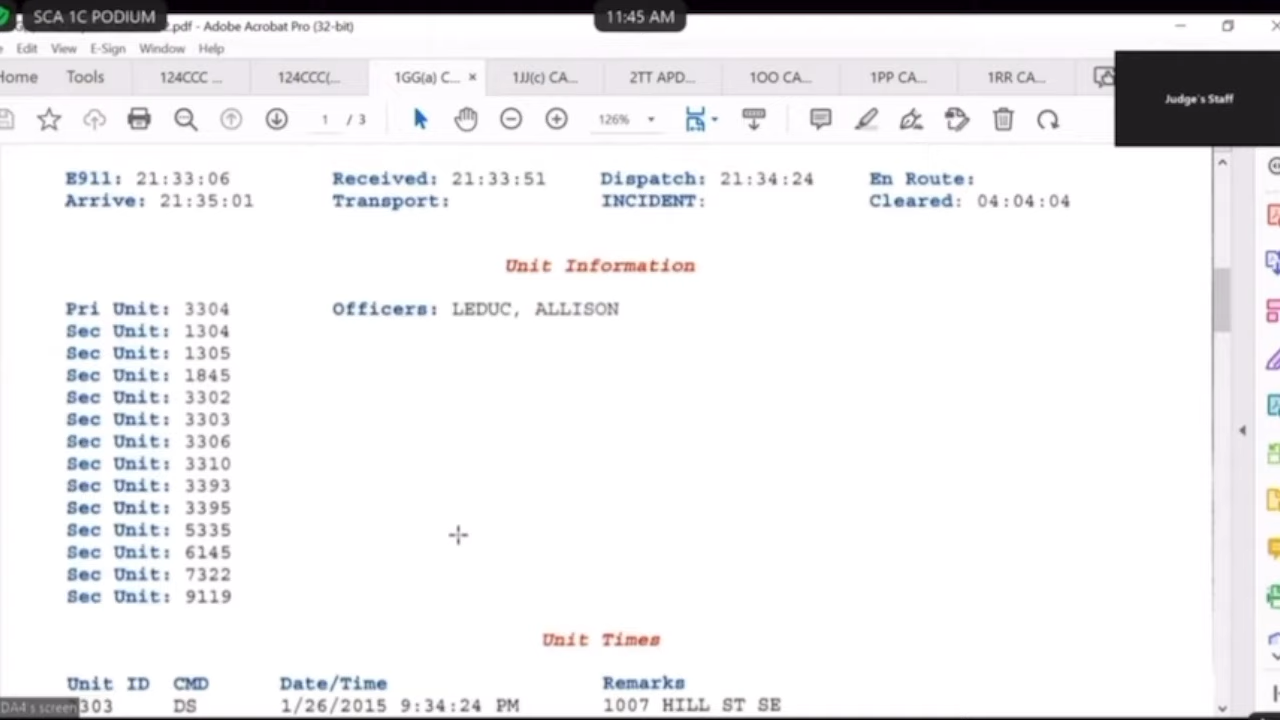 SCA 1C PODIUM
11:45 AM
2.pdf - Adobe Acrobat Pro (32-bit)
Edit View E-Sign Window Help
Home Tools 124CCC ... 124CCC(... 1GG(a) C... × 1JJ(c) CA... 2TT APD... 1OO CA... 1PP CA... 1RR CA...
Judge's Staff
1 / 3 126%
E911: 21:33:06 Received: 21:33:51 Dispatch: 21:34:24 En Route:
Arrive: 21:35:01 Transport: INCIDENT: Cleared: 04:04:04
Unit Information
Pri Unit: 3304 Officers: LEDUC, ALLISON
Sec Unit: 1304
Sec Unit: 1305
Sec Unit: 1845
Sec Unit: 3302
Sec Unit: 3303
Sec Unit: 3306
Sec Unit: 3310
Sec Unit: 3393
Sec Unit: 3395
Sec Unit: 5335
Sec Unit: 6145
Sec Unit: 7322
Sec Unit: 9119
Unit Times
Unit ID CMD Date/Time Remarks
303 DS 1/26/2015 9:34:24 PM 1007 HILL ST SE
DA4's screen